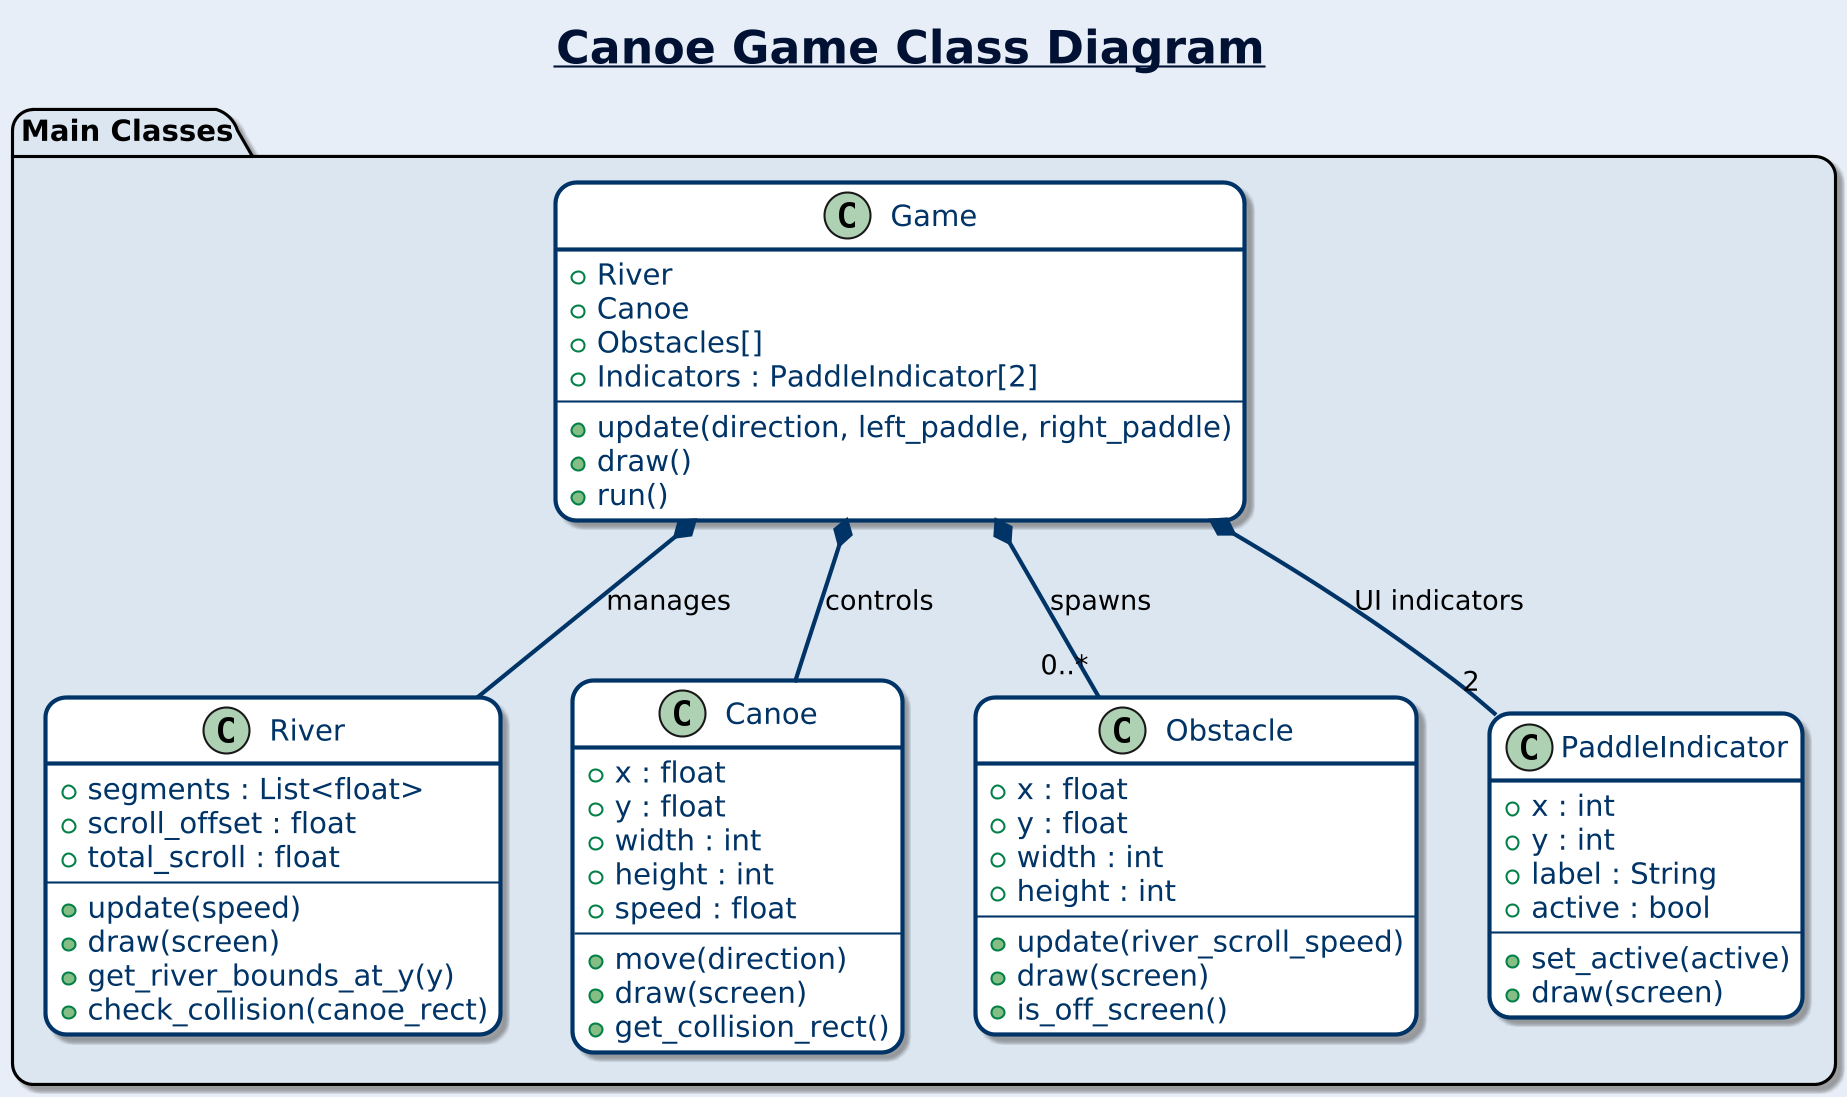 Canoe Game Class Diagram
Main Classes
C Game
River
Canoe
Obstacles[]
Indicators : PaddleIndicator[2]
update(direction, left_paddle, right_paddle)
draw()
run()
manages
controls
spawns
UI indicators
0..*
2
C River
segments : List<float>
scroll_offset : float
total_scroll : float
update(speed)
draw(screen)
get_river_bounds_at_y(y)
check_collision(canoe_rect)
C Canoe
x : float
y : float
width : int
height : int
speed : float
move(direction)
draw(screen)
get_collision_rect()
C Obstacle
x : float
y : float
width : int
height : int
update(river_scroll_speed)
draw(screen)
is_off_screen()
C PaddleIndicator
x : int
y : int
label : String
active : bool
set_active(active)
draw(screen)